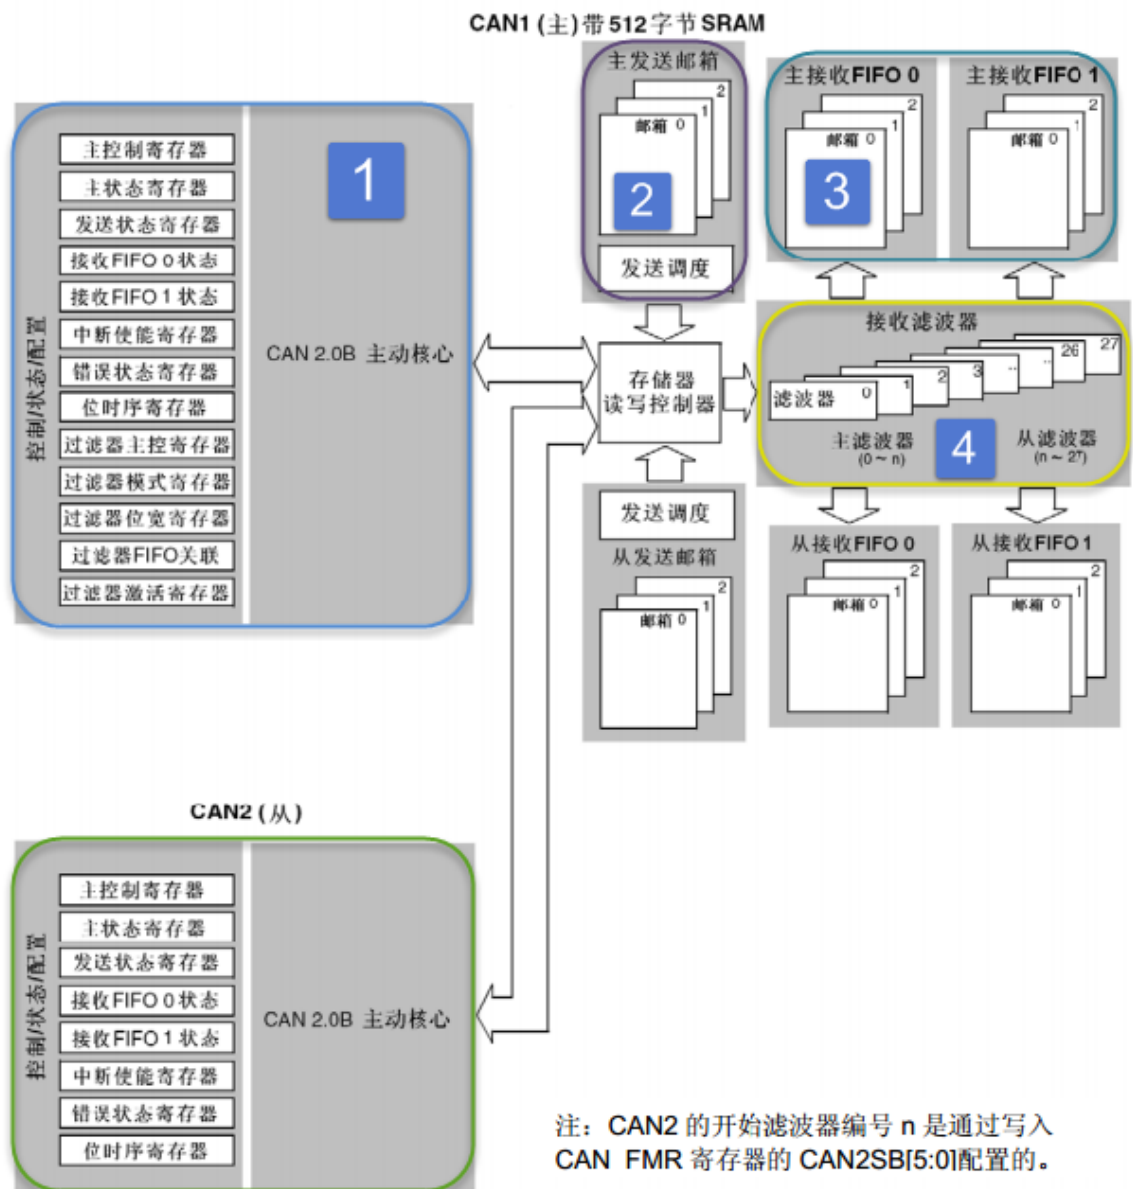 CAN1 (主) 带 512 字节 SRAM
控制/状态/配置
主控制寄存器
主状态寄存器
发送状态寄存器
接收FIFO 0 状态
接收FIFO 1 状态
中断使能寄存器
错误状态寄存器
位时序寄存器
过滤器主控寄存器
过滤器模式寄存器
过滤器位宽寄存器
过滤器FIFO关联
过滤器激活寄存器
1
CAN 2.0B 主动核心
主发送邮箱
2
1
邮箱 0
2
发送调度
主接收FIFO 0
2
1
邮箱 0
3
主接收FIFO 1
2
1
邮箱 0
存储器
读写控制器
接收滤波器
滤波器 0
1
2
3
..
..
26
27
主滤波器
(0 ~ n)
4
从滤波器
(n ~ 27)
发送调度
从发送邮箱
2
1
邮箱 0
从接收FIFO 0
2
1
邮箱 0
从接收FIFO 1
2
1
邮箱 0
CAN2 (从)
控制/状态/配置
主控制寄存器
主状态寄存器
发送状态寄存器
接收FIFO 0 状态
接收FIFO 1 状态
中断使能寄存器
错误状态寄存器
位时序寄存器
CAN 2.0B 主动核心
注：CAN2 的开始滤波器编号 n 是通过写入
CAN_FMR 寄存器的 CAN2SB[5:0]配置的。